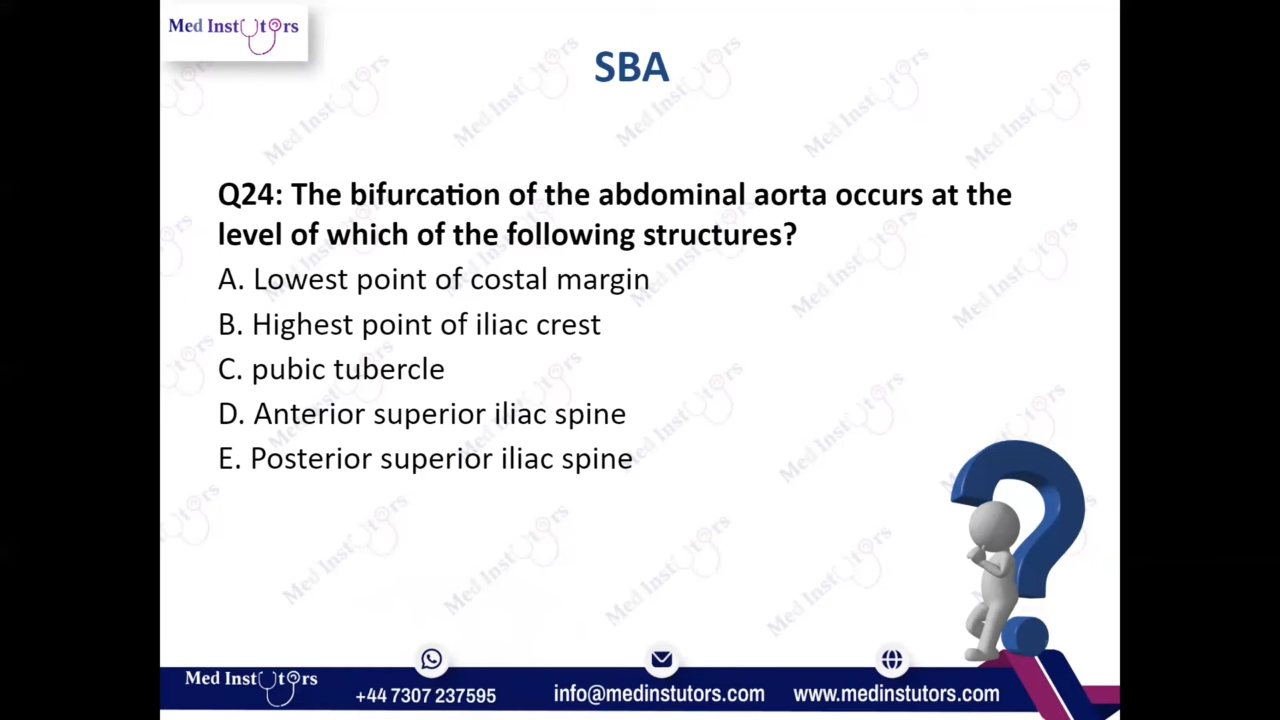 Med Instutors
SBA
Q24: The bifurcation of the abdominal aorta occurs at the
level of which of the following structures?
A. Lowest point of costal margin
B. Highest point of iliac crest
C. pubic tubercle
D. Anterior superior iliac spine
E. Posterior superior iliac spine
Med Instutors
+44 7307 237595
info@medinstutors.com
www.medinstutors.com